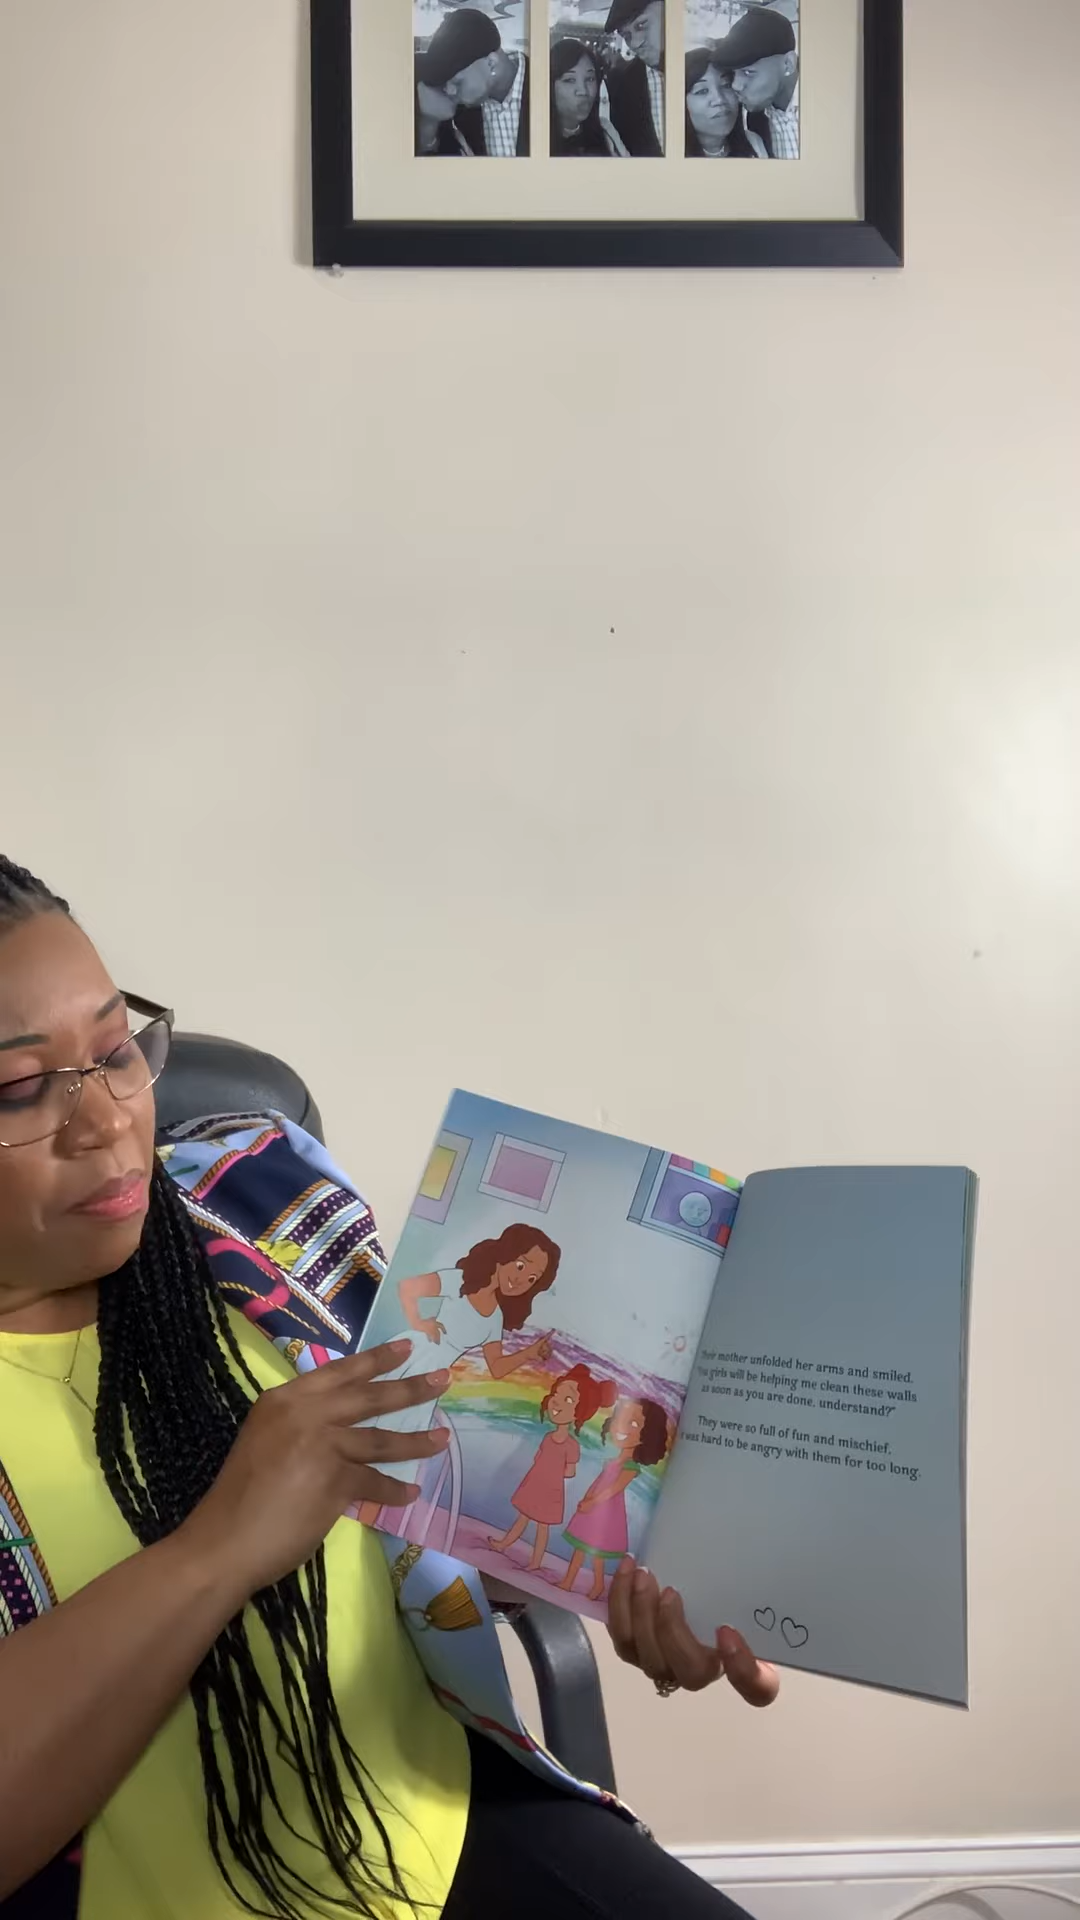 Their mother unfolded her arms and smiled.
"You girls will be helping me clean these walls
as soon as you are done, understand?"
They were so full of fun and mischief,
was hard to be angry with them for too long.